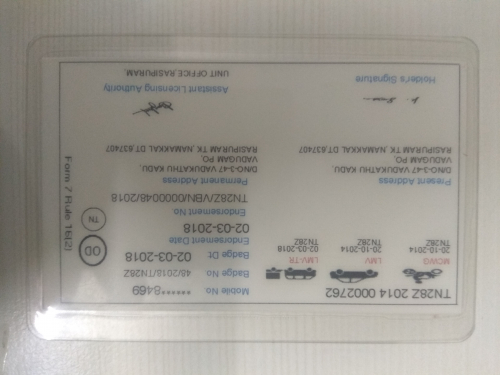 TN28Z 2014 0002762
MCWG
20-10-2014
TN28Z
LMV
20-10-2014
TN28Z
LMV-TR
02-03-2018
TN28Z
Mobile No. ******8469
Badge No. 48/2018/TN28Z
Badge Dt 02-03-2018
Endorsement Date
02-03-2018
Endorsement No.
TN28Z/VBN/0000048/2018
Present Address
D/NO:3-47 VADUKATHU KADU,
VADUGAM PO,
RASIPURAM TK, NAMAKKAL DT.637407
Permanent Address
D/NO:3-47 VADUKATHU KADU,
VADUGAM PO,
RASIPURAM TK, NAMAKKAL DT.637407
Holder's Signature
Assistant Licensing Authority
UNIT OFFICE,RASIPURAM.
OD
TN
Form 7 Rule 16(2)